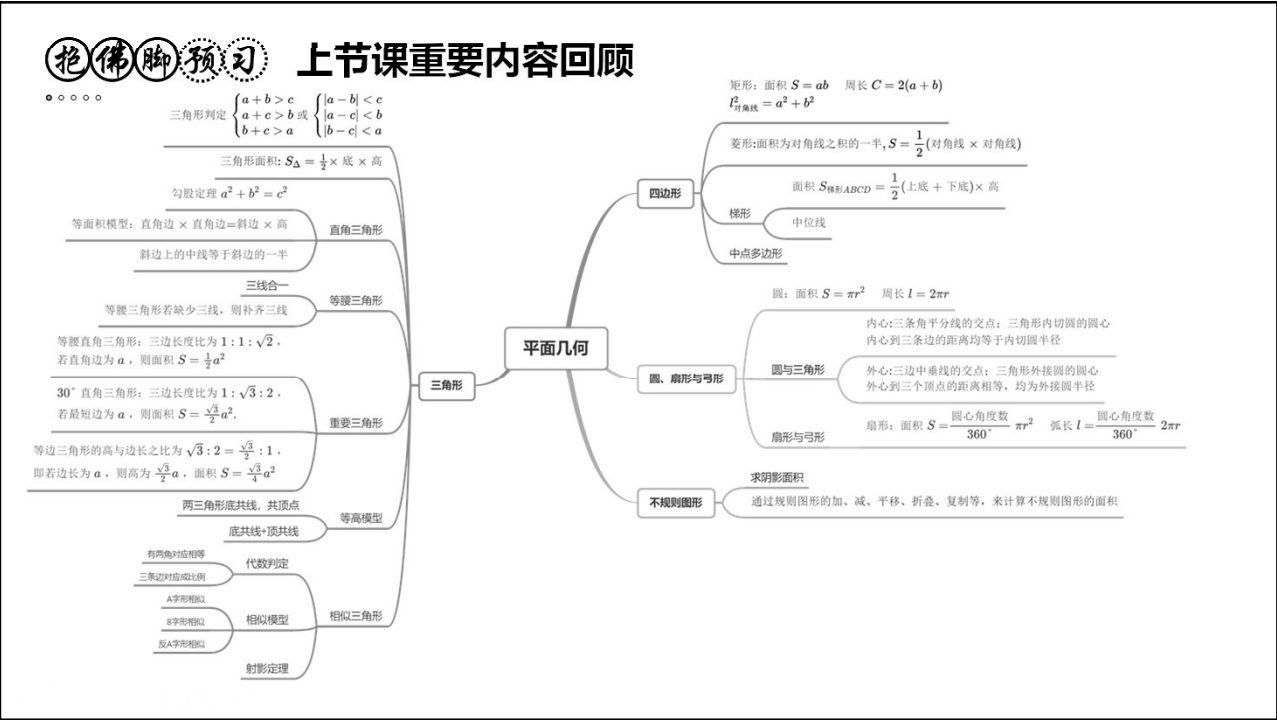 抱佛脚预习 上节课重要内容回顾
三角形判定 {a + b > c
a + c > b
b + c > a 或 {|a − b| < c
|a − c| < b
|b − c| < a
三角形面积: S△ = 1/2 × 底 × 高
勾股定理 a² + b² = c²
等面积模型:直角边 × 直角边=斜边 × 高
斜边上的中线等于斜边的一半
直角三角形
三线合一
等腰三角形若缺少三线,则补齐三线
等腰三角形
等腰直角三角形:三边长度比为 1 : 1 : √2 ,
若直角边为 a ,则面积 S = 1/2 a²
30° 直角三角形:三边长度比为 1 : √3 : 2 ,
若最短边为 a ,则面积 S = √3/2 a².
等边三角形的高与边长之比为 √3 : 2 = √3/2 : 1 ,
即若边长为 a ,则高为 √3/2 a ,面积 S = √3/4 a²
重要三角形
两三角形底共线,共顶点
底共线+顶共线
等高模型
有两角对应相等
三条边对应成比例
代数判定
A字形相似
8字形相似
反A字形相似
相似模型
射影定理
相似三角形
三角形
平面几何
四边形
矩形:面积 S = ab 周长 C = 2(a + b)
l²对角线 = a² + b²
菱形:面积为对角线之积的一半, S = 1/2 (对角线 × 对角线)
梯形
面积 S梯形ABCD = 1/2 (上底 + 下底)× 高
中位线
中点多边形
圆、扇形与弓形
圆:面积 S = πr² 周长 l = 2πr
圆与三角形
内心:三条角平分线的交点;三角形内切圆的圆心
内心到三条边的距离均等于内切圆半径
外心:三边中垂线的交点;三角形外接圆的圆心
外心到三个顶点的距离相等,均为外接圆半径
扇形与弓形
扇形:面积 S = 圆心角度数/360° πr² 弧长 l = 圆心角度数/360° 2πr
不规则图形
求阴影面积
通过规则图形的加、减、平移、折叠、复制等,来计算不规则图形的面积